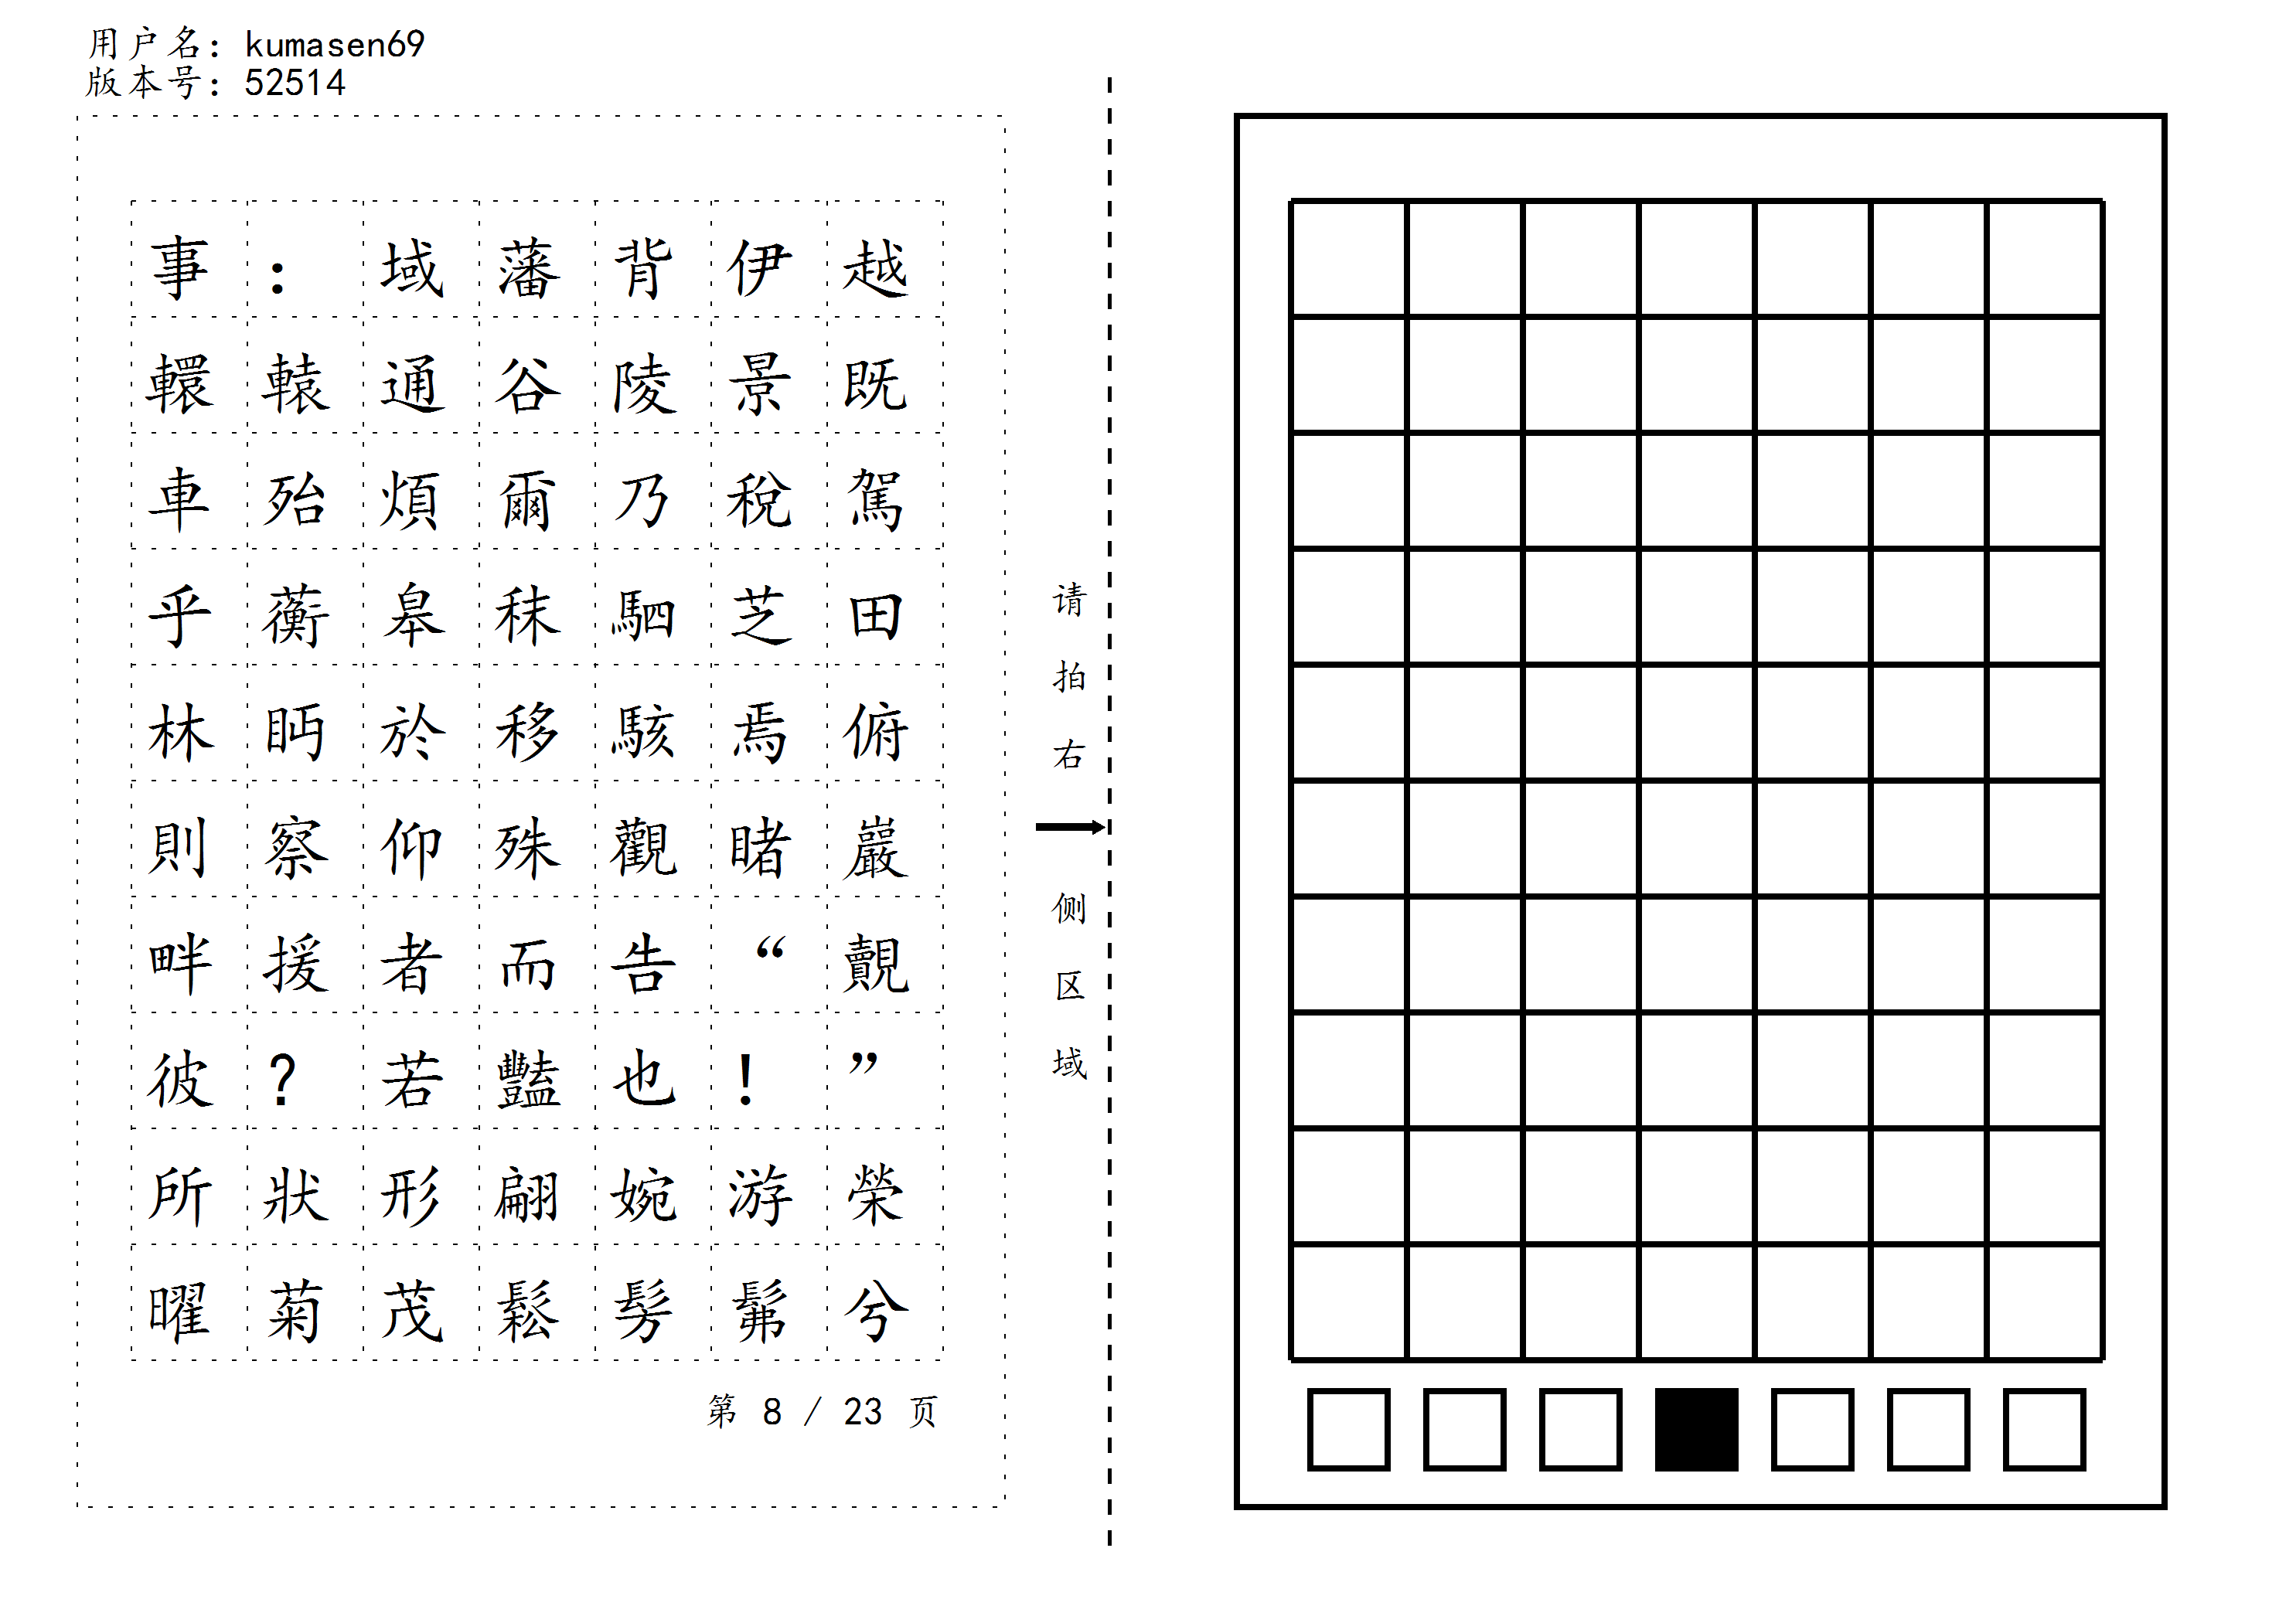 用户名: kumasen69
版本号: 52514
事 : 域 藩 背 伊 越
轘 轅 通 谷 陵 景 既
車 殆 煩 爾 乃 稅 駕
乎 蘅 皋 秣 駟 芝 田
林 眄 於 移 駭 焉 俯
則 察 仰 殊 觀 睹 巖
畔 援 者 而 告 “ 覿
彼 ? 若 豔 也 ! ”
所 狀 形 翩 婉 游 榮
曜 菊 茂 鬆 髣 髴 兮
第 8 / 23 页
请拍右侧区域